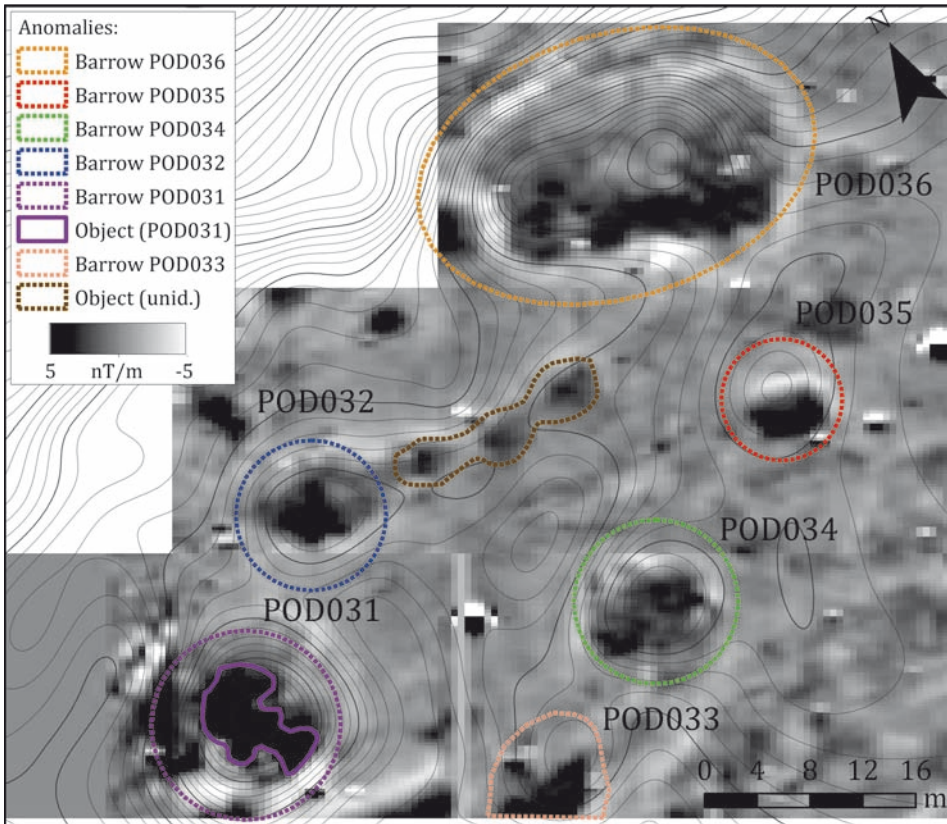 Anomalies:
Barrow POD036
Barrow POD035
Barrow POD034
Barrow POD032
Barrow POD031
Object (POD031)
Barrow POD033
Object (unid.)
5 nT/m -5
N
POD036
POD035
POD032
POD034
POD031
POD033
0 4 8 12 16
m